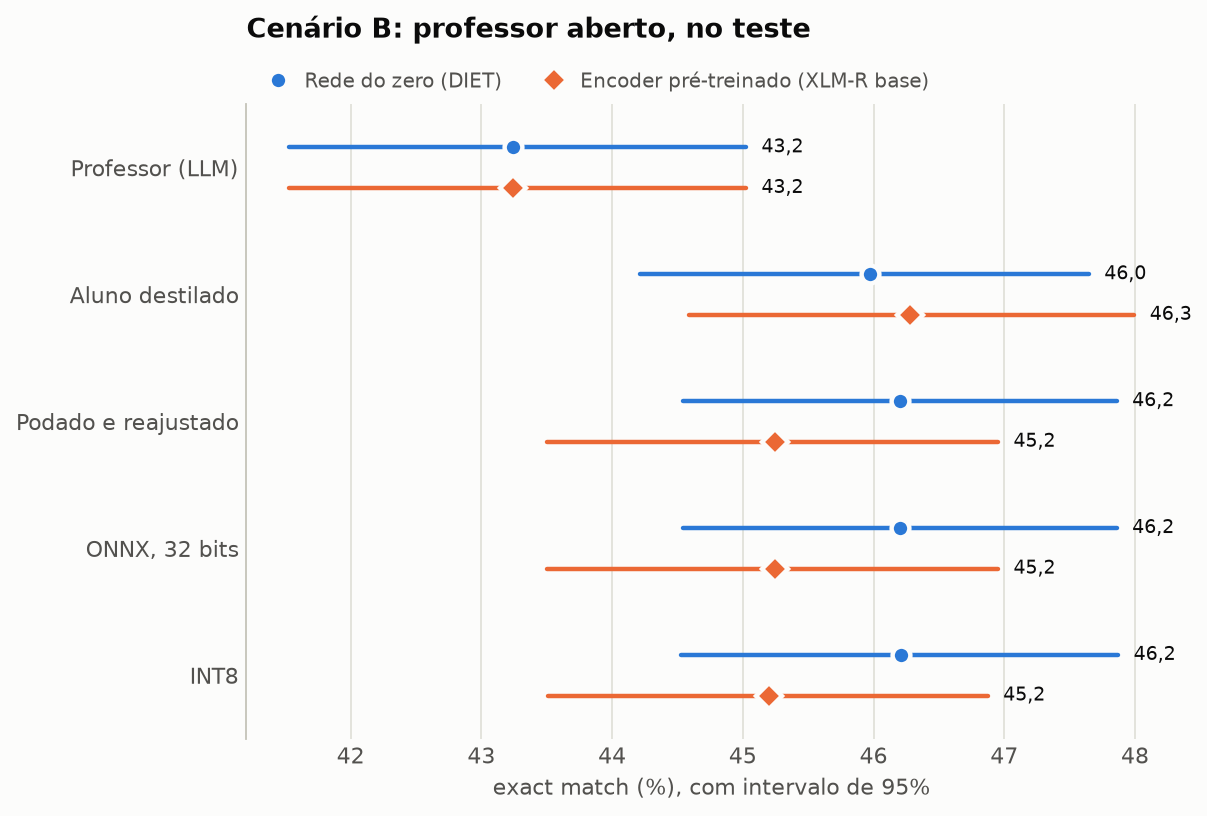 Cenário B: professor aberto, no teste
Rede do zero (DIET)
Encoder pré-treinado (XLM-R base)
Professor (LLM)
43,2
43,2
Aluno destilado
46,0
46,3
Podado e reajustado
46,2
45,2
ONNX, 32 bits
46,2
45,2
INT8
46,2
45,2
42 43 44 45 46 47 48
exact match (%), com intervalo de 95%